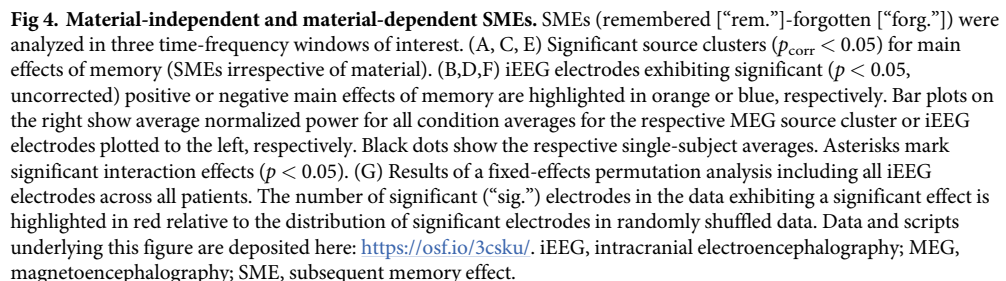 Fig 4. Material-independent and material-dependent SMEs. SMEs (remembered [“rem.”]-forgotten [“forg.”]) were
analyzed in three time-frequency windows of interest. (A, C, E) Significant source clusters (pcorr < 0.05) for main
effects of memory (SMEs irrespective of material). (B,D,F) iEEG electrodes exhibiting significant (p < 0.05,
uncorrected) positive or negative main effects of memory are highlighted in orange or blue, respectively. Bar plots on
the right show average normalized power for all condition averages for the respective MEG source cluster or iEEG
electrodes plotted to the left, respectively. Black dots show the respective single-subject averages. Asterisks mark
significant interaction effects (p < 0.05). (G) Results of a fixed-effects permutation analysis including all iEEG
electrodes across all patients. The number of significant (“sig.”) electrodes in the data exhibiting a significant effect is
highlighted in red relative to the distribution of significant electrodes in randomly shuffled data. Data and scripts
underlying this figure are deposited here: https://osf.io/3csku/. iEEG, intracranial electroencephalography; MEG,
magnetoencephalography; SME, subsequent memory effect.